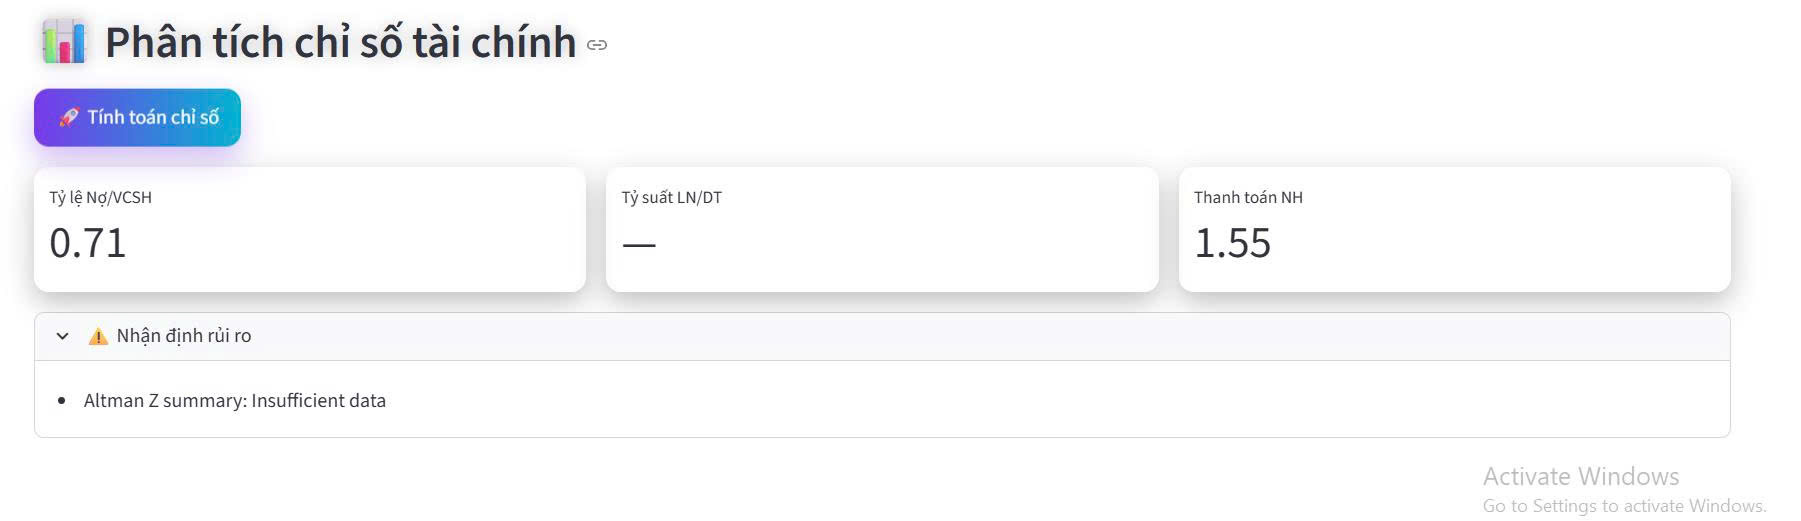 Phân tích chỉ số tài chính
Tính toán chỉ số
Tỷ lệ Nợ/VCSH
0.71
Tỷ suất LN/DT
—
Thanh toán NH
1.55
Nhận định rủi ro
Altman Z summary: Insufficient data
Activate Windows
Go to Settings to activate Windows.